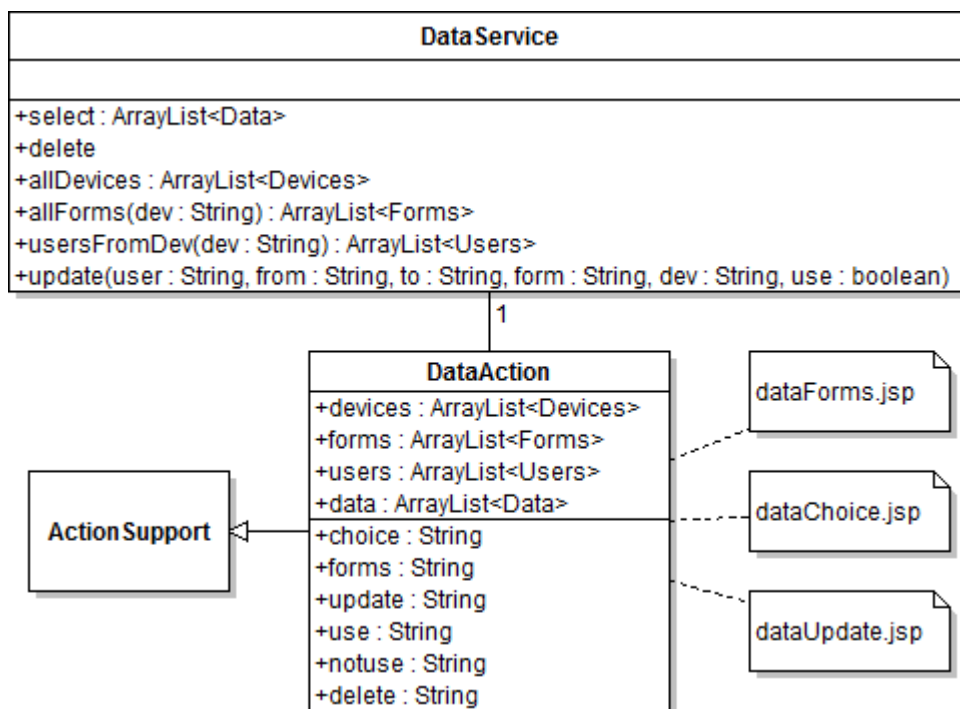 DataService
+select : ArrayList<Data>
+delete
+allDevices : ArrayList<Devices>
+allForms(dev : String) : ArrayList<Forms>
+usersFromDev(dev : String) : ArrayList<Users>
+update(user : String, from : String, to : String, form : String, dev : String, use : boolean)
1
DataAction
+devices : ArrayList<Devices>
+forms : ArrayList<Forms>
+users : ArrayList<Users>
+data : ArrayList<Data>
+choice : String
+forms : String
+update : String
+use : String
+notuse : String
+delete : String
ActionSupport
dataForms.jsp
dataChoice.jsp
dataUpdate.jsp